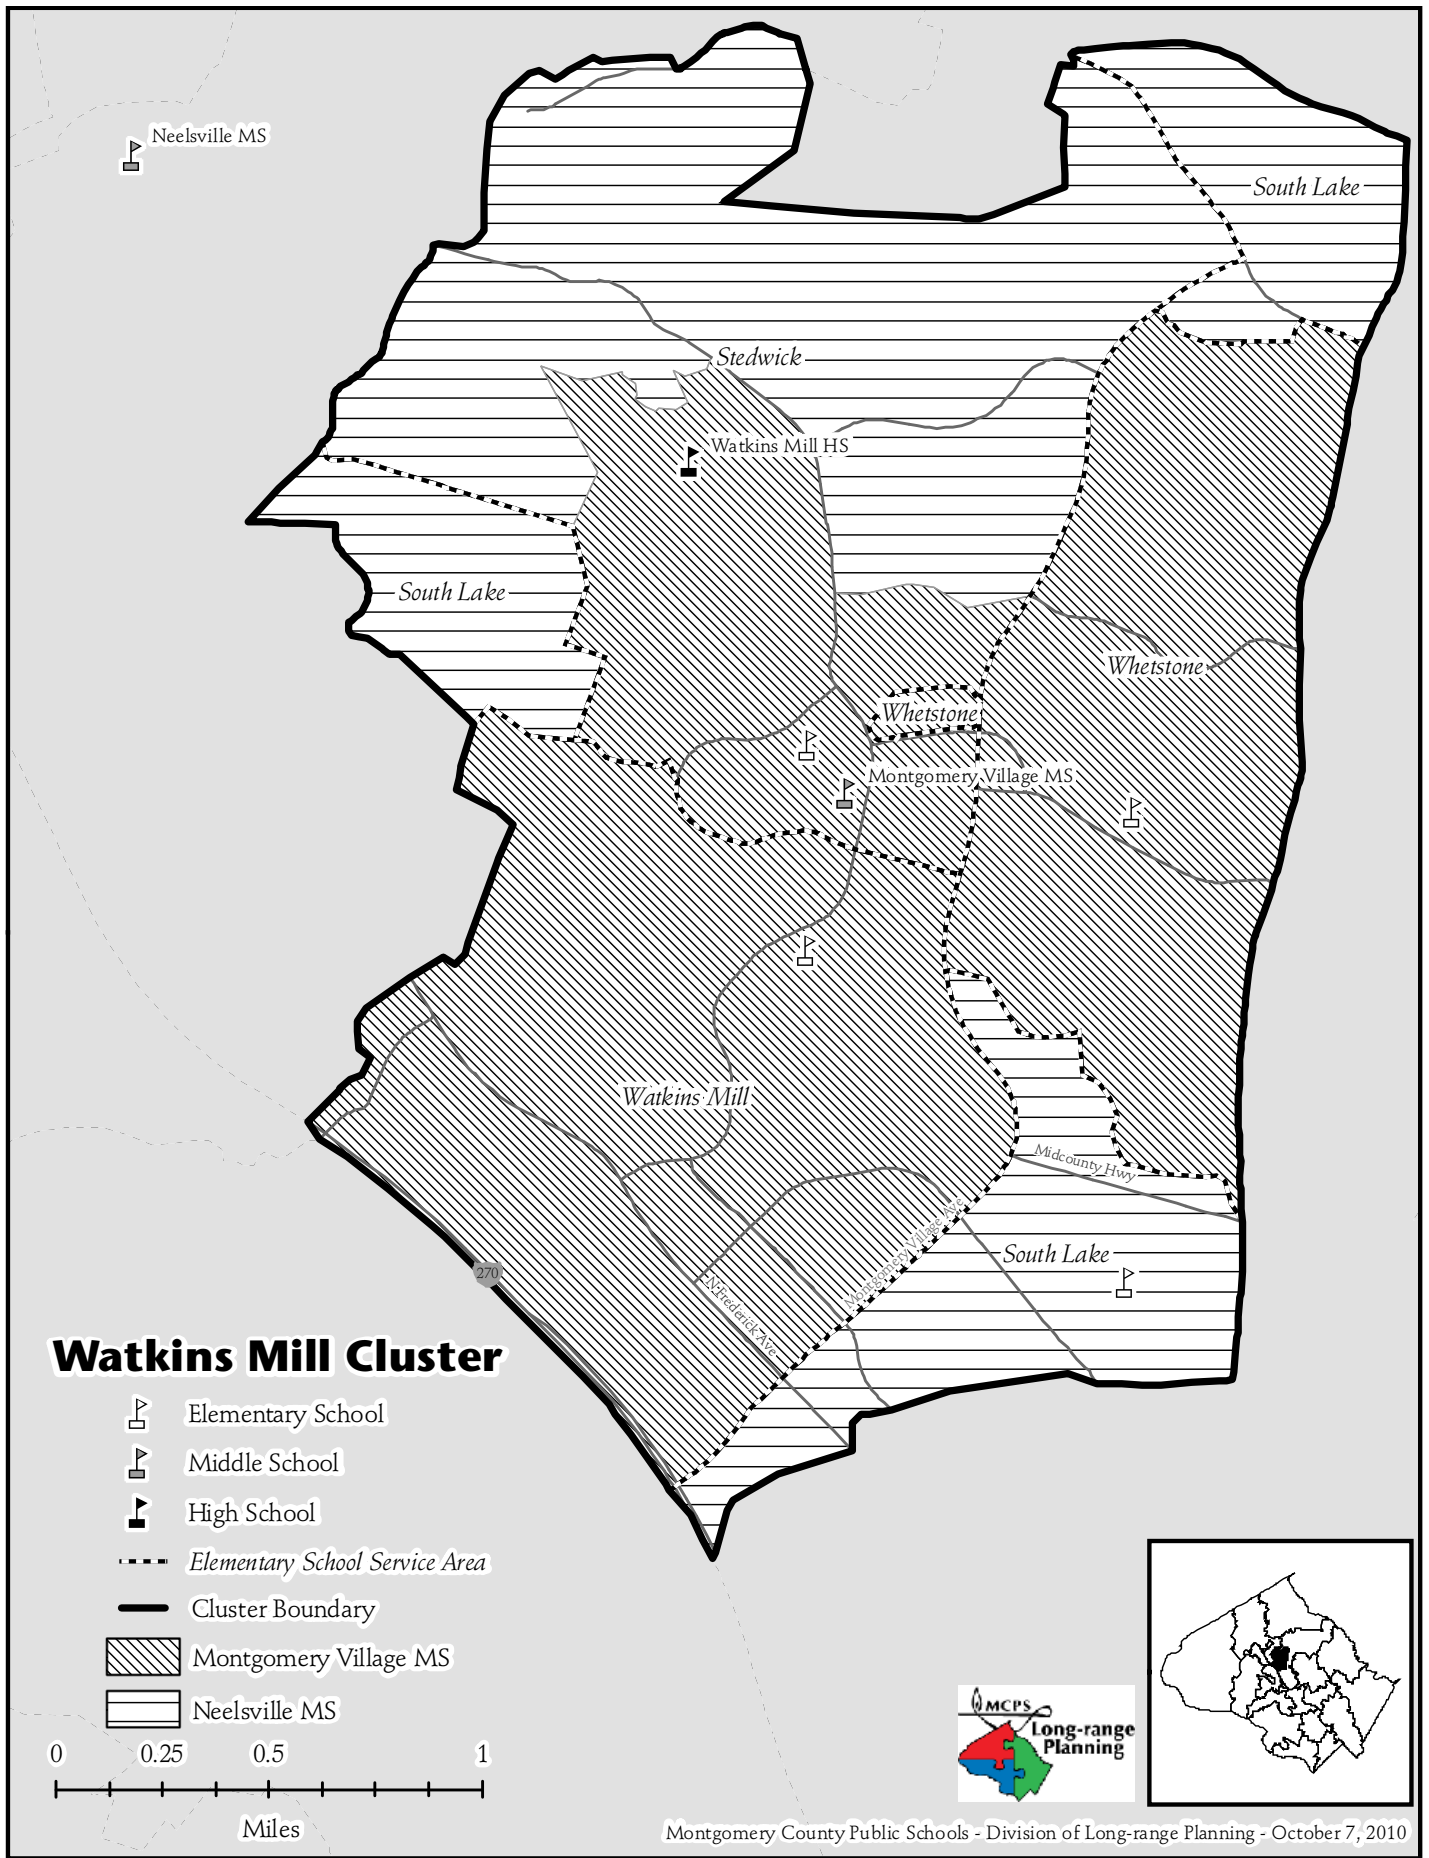 Neelsville MS
South Lake
Stedwick
Watkins Mill HS
South Lake
Whetstone
Whetstone
Montgomery Village MS
Watkins Mill
Midcounty Hwy
Montgomery Village Ave
South Lake
270
N Frederick Ave
Watkins Mill Cluster
Elementary School
Middle School
High School
Elementary School Service Area
Cluster Boundary
Montgomery Village MS
Neelsville MS
0 0.25 0.5 1
Miles
MCPS
Long-range
Planning
Montgomery County Public Schools - Division of Long-range Planning - October 7, 2010